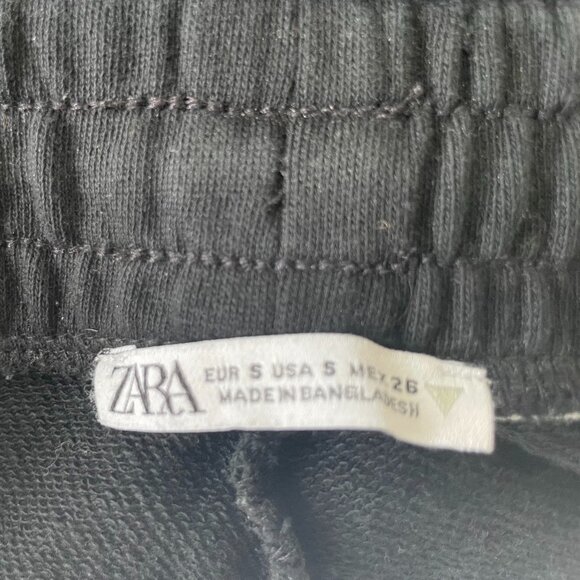 ZARA
EUR S USA S MEX 26
MADE IN BANGLADESH